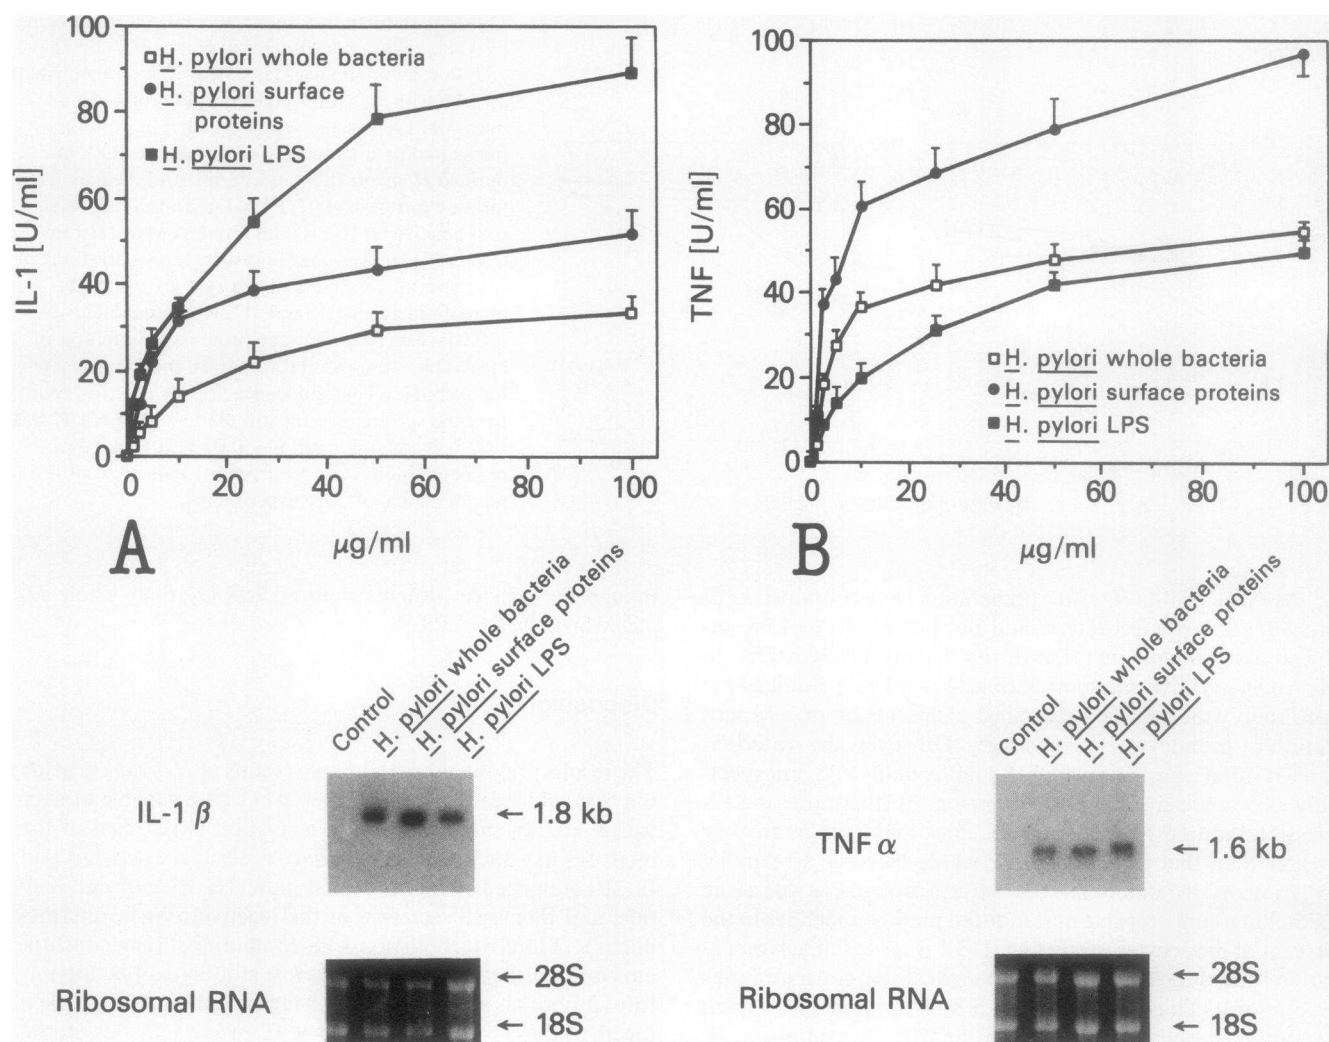 100
80
60
40
20
0
IL-1 [U/ml]
H. pylori whole bacteria
H. pylori surface
proteins
H. pylori LPS
0 20 40 60 80 100
µg/ml
A
100
80
60
40
20
0
TNF [U/ml]
H. pylori whole bacteria
H. pylori surface proteins
H. pylori LPS
0 20 40 60 80 100
µg/ml
B
Control
H. pylori whole bacteria
H. pylori surface proteins
H. pylori LPS
IL-1 β
← 1.8 kb
Ribosomal RNA
← 28S
← 18S
Control
H. pylori whole bacteria
H. pylori surface proteins
H. pylori LPS
TNF α
← 1.6 kb
Ribosomal RNA
← 28S
← 18S